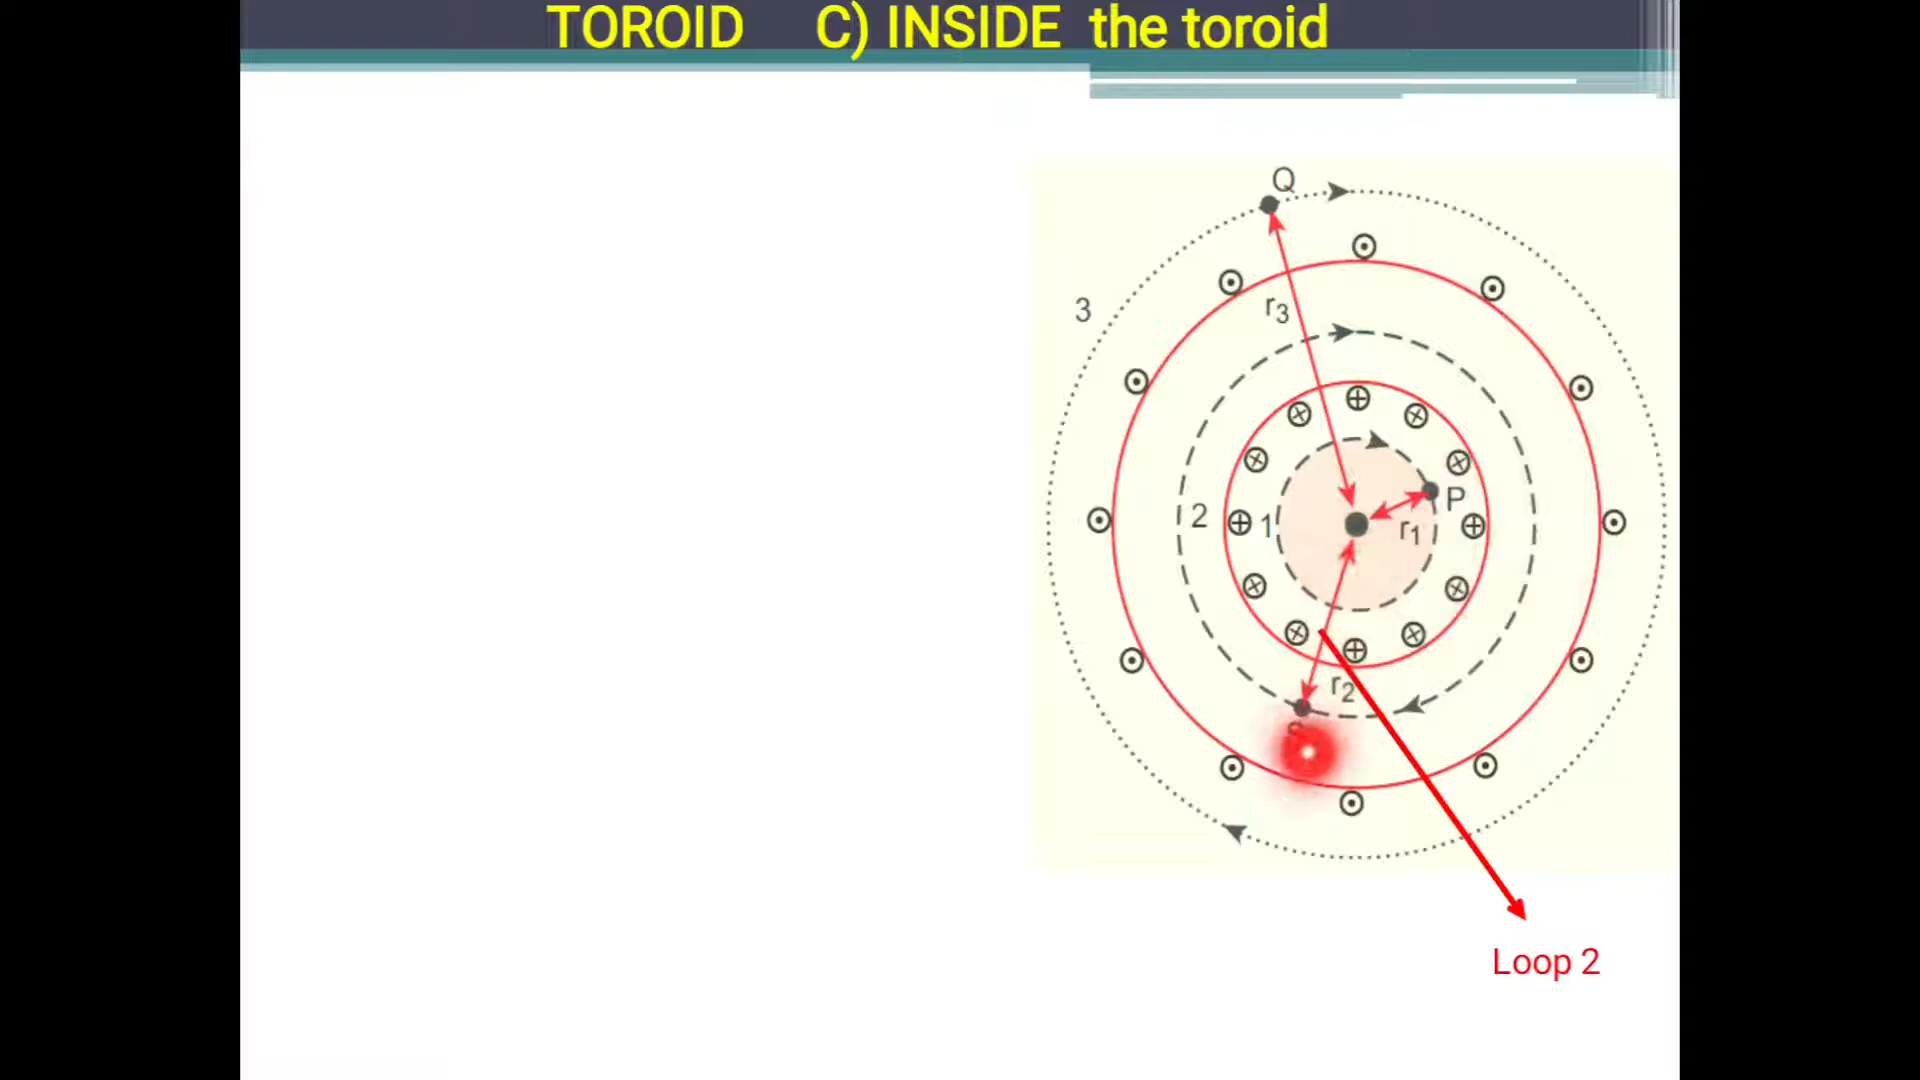 TOROID C) INSIDE the toroid
Q
r3
3
P
2
1
r1
r2
S
Loop 2